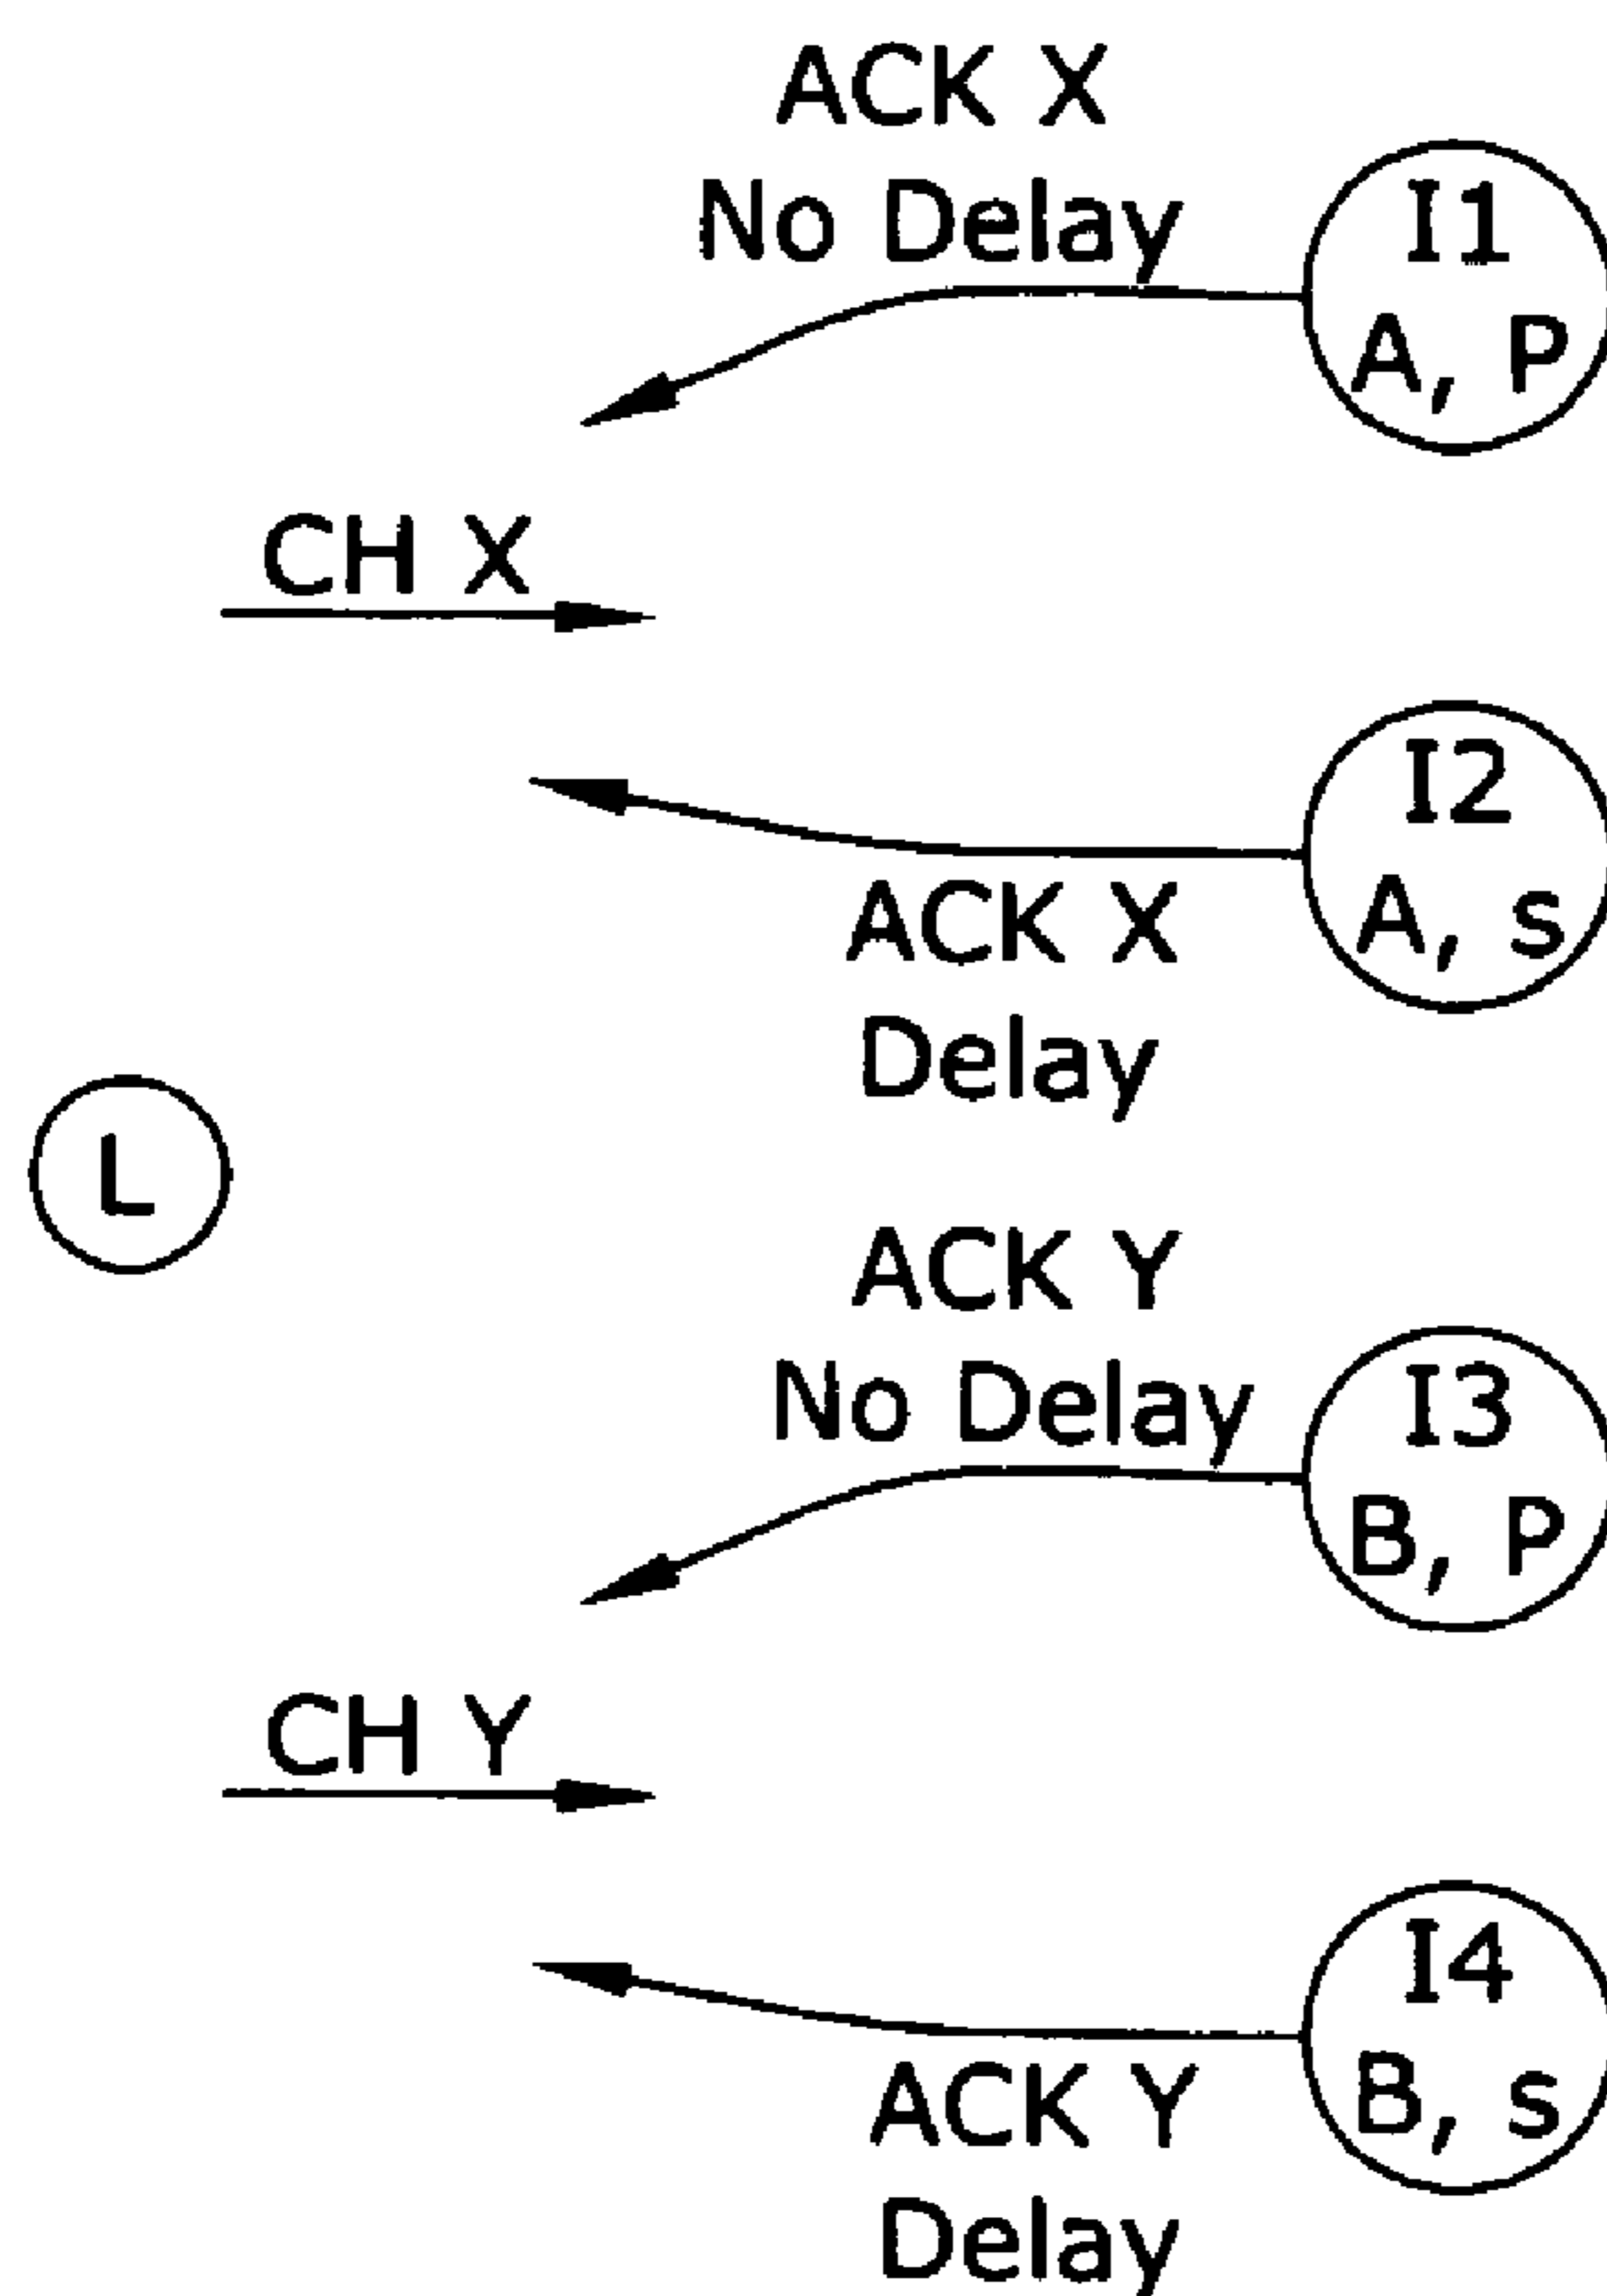 ACK X
No Delay
I1
A, P
CH X
I2
A, s
ACK X
Delay
L
ACK Y
No Delay
I3
B, P
CH Y
I4
B, s
ACK Y
Delay